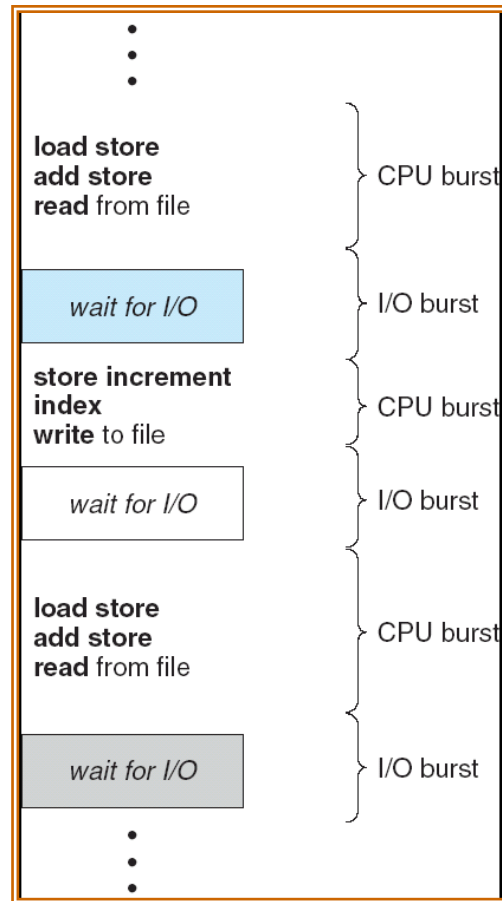 load store
add store
read from file
CPU burst
wait for I/O
I/O burst
store increment
index
write to file
CPU burst
wait for I/O
I/O burst
load store
add store
read from file
CPU burst
wait for I/O
I/O burst